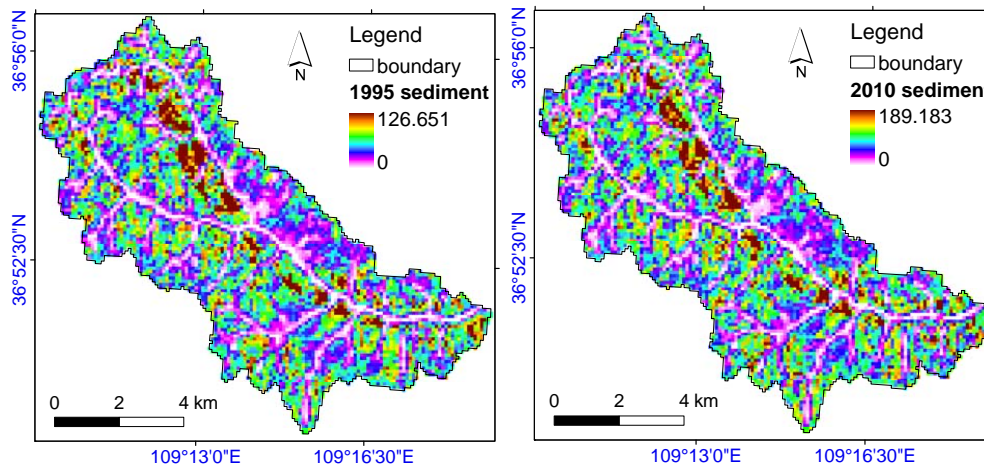 36°56'0"N
36°52'30"N
N
Legend
boundary
1995 sediment
126.651
0
0 2 4 km
109°13'0"E 109°16'30"E
36°56'0"N
36°52'30"N
N
Legend
boundary
2010 sedimen
189.183
0
0 2 4 km
109°13'0"E 109°16'30"E